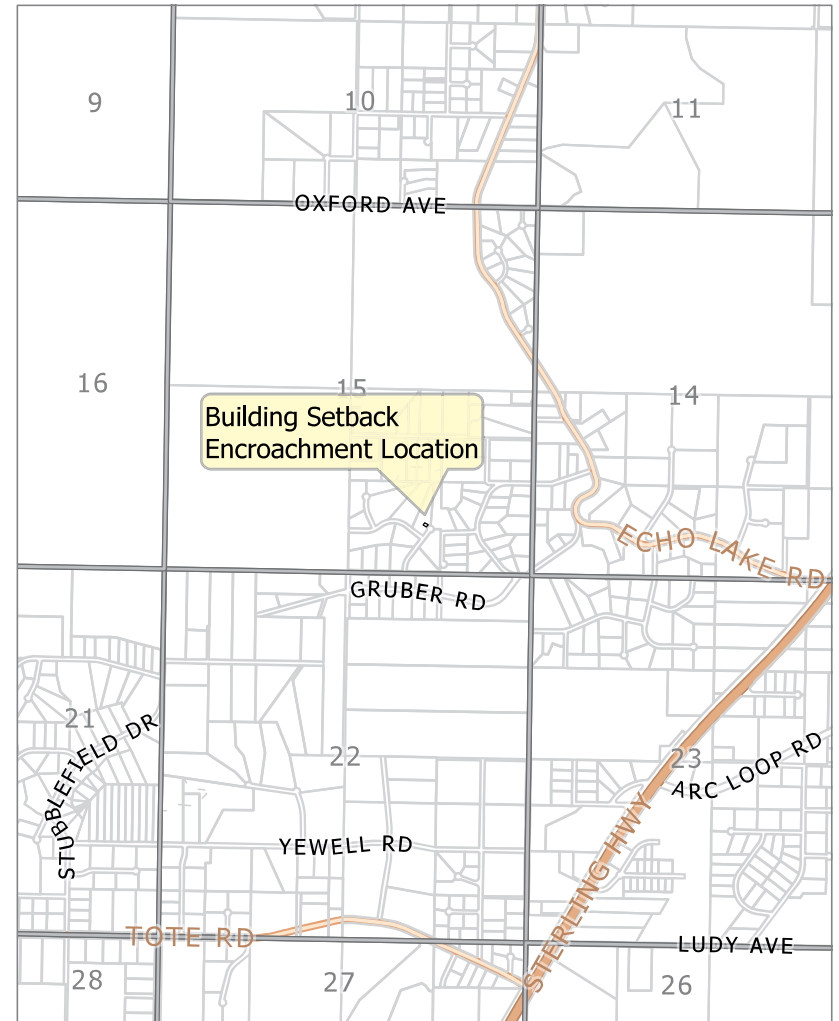 9
10
11
OXFORD AVE
16
15
14
Building Setback
Encroachment Location
ECHO LAKE RD
GRUBER RD
21
STUBBLEFIELD DR
22
23
ARC LOOP RD
YEWELL RD
STERLING HWY
TOTE RD
LUDY AVE
28
27
26